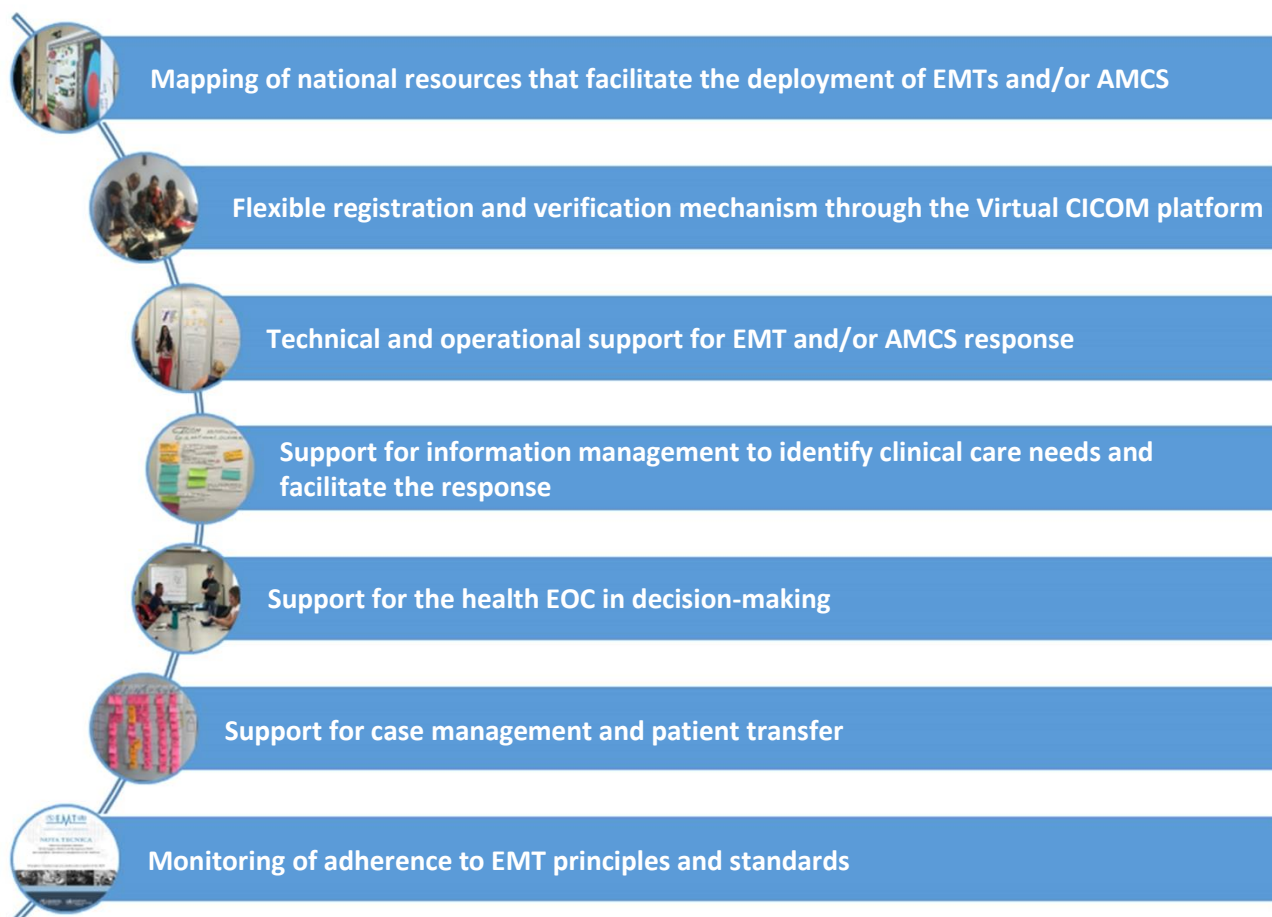 Mapping of national resources that facilitate the deployment of EMTs and/or AMCS
Flexible registration and verification mechanism through the Virtual CICOM platform
Technical and operational support for EMT and/or AMCS response
Support for information management to identify clinical care needs and
facilitate the response
Support for the health EOC in decision-making
Support for case management and patient transfer
EMT
NOTA TECNICA
Monitoring of adherence to EMT principles and standards